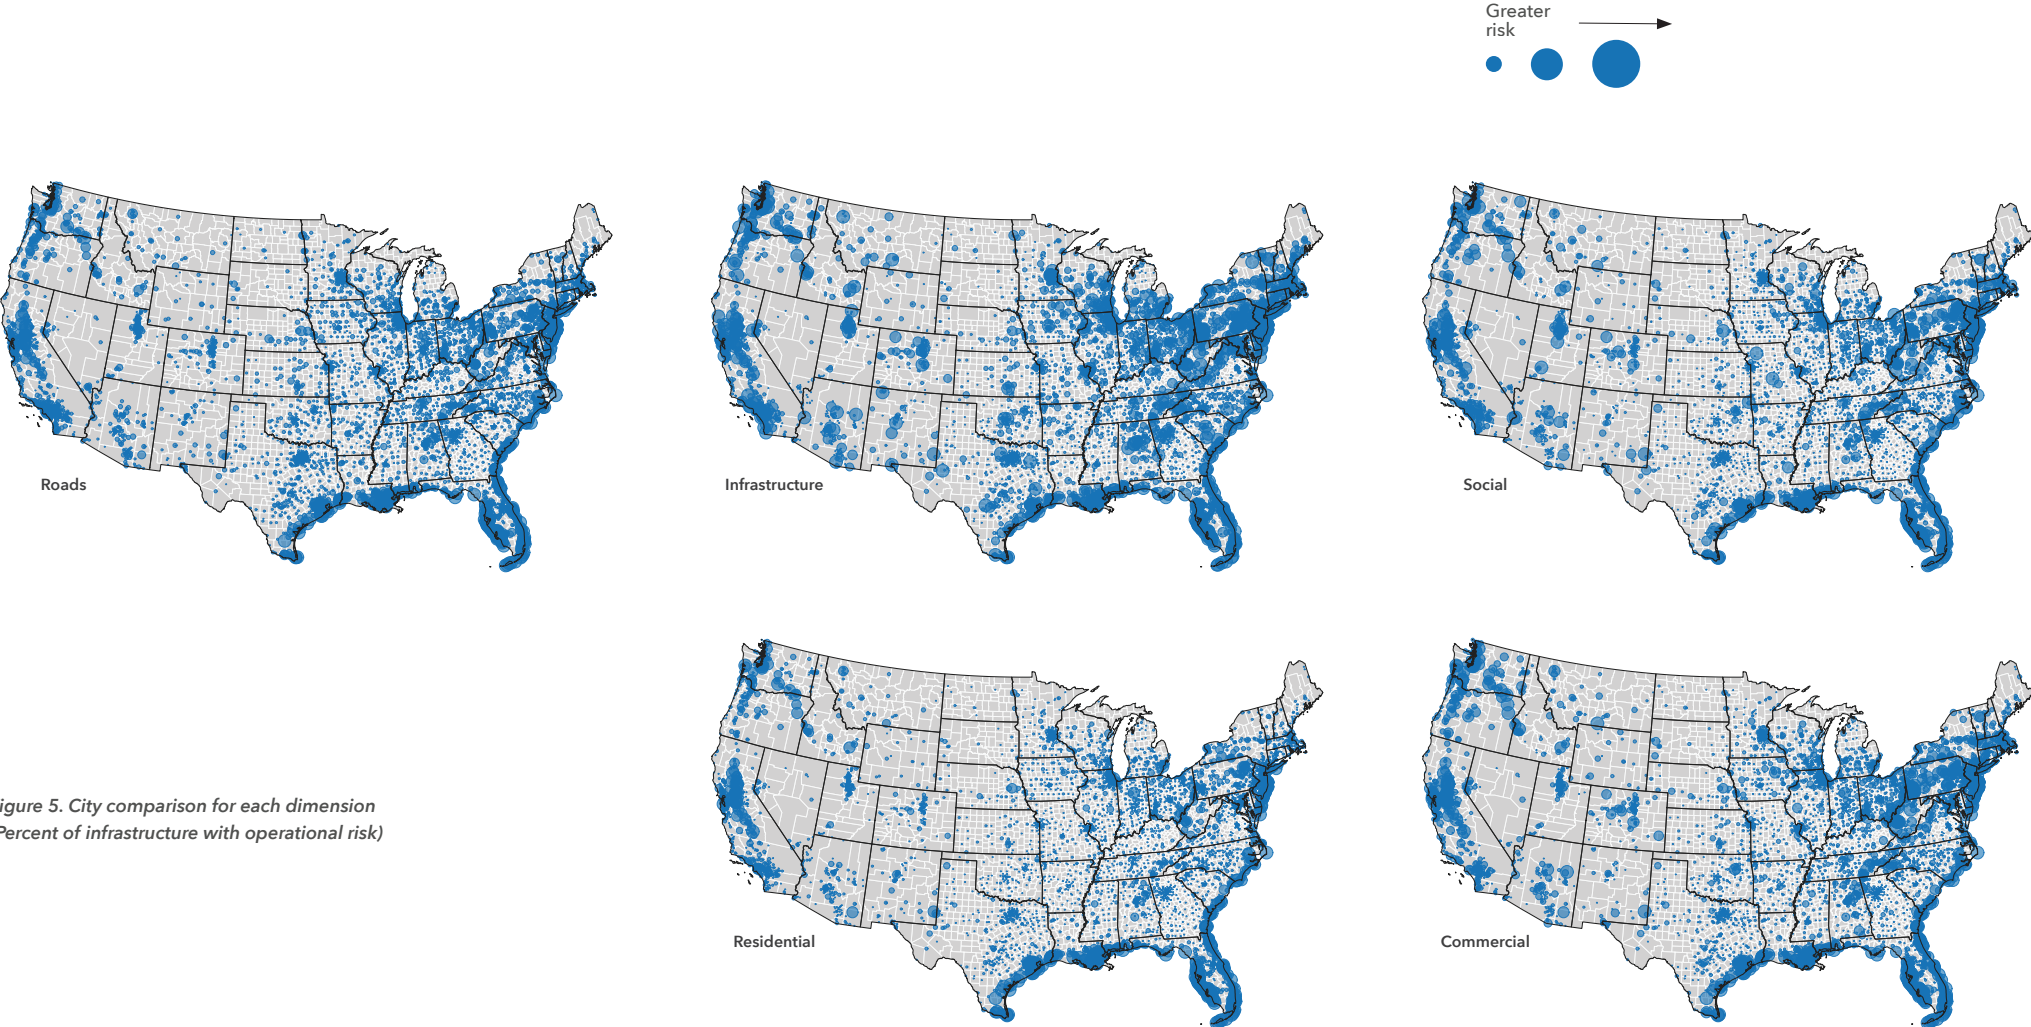 Greater
risk
Roads
Infrastructure
Social
Residential
Commercial
igure 5. City comparison for each dimension
Percent of infrastructure with operational risk)